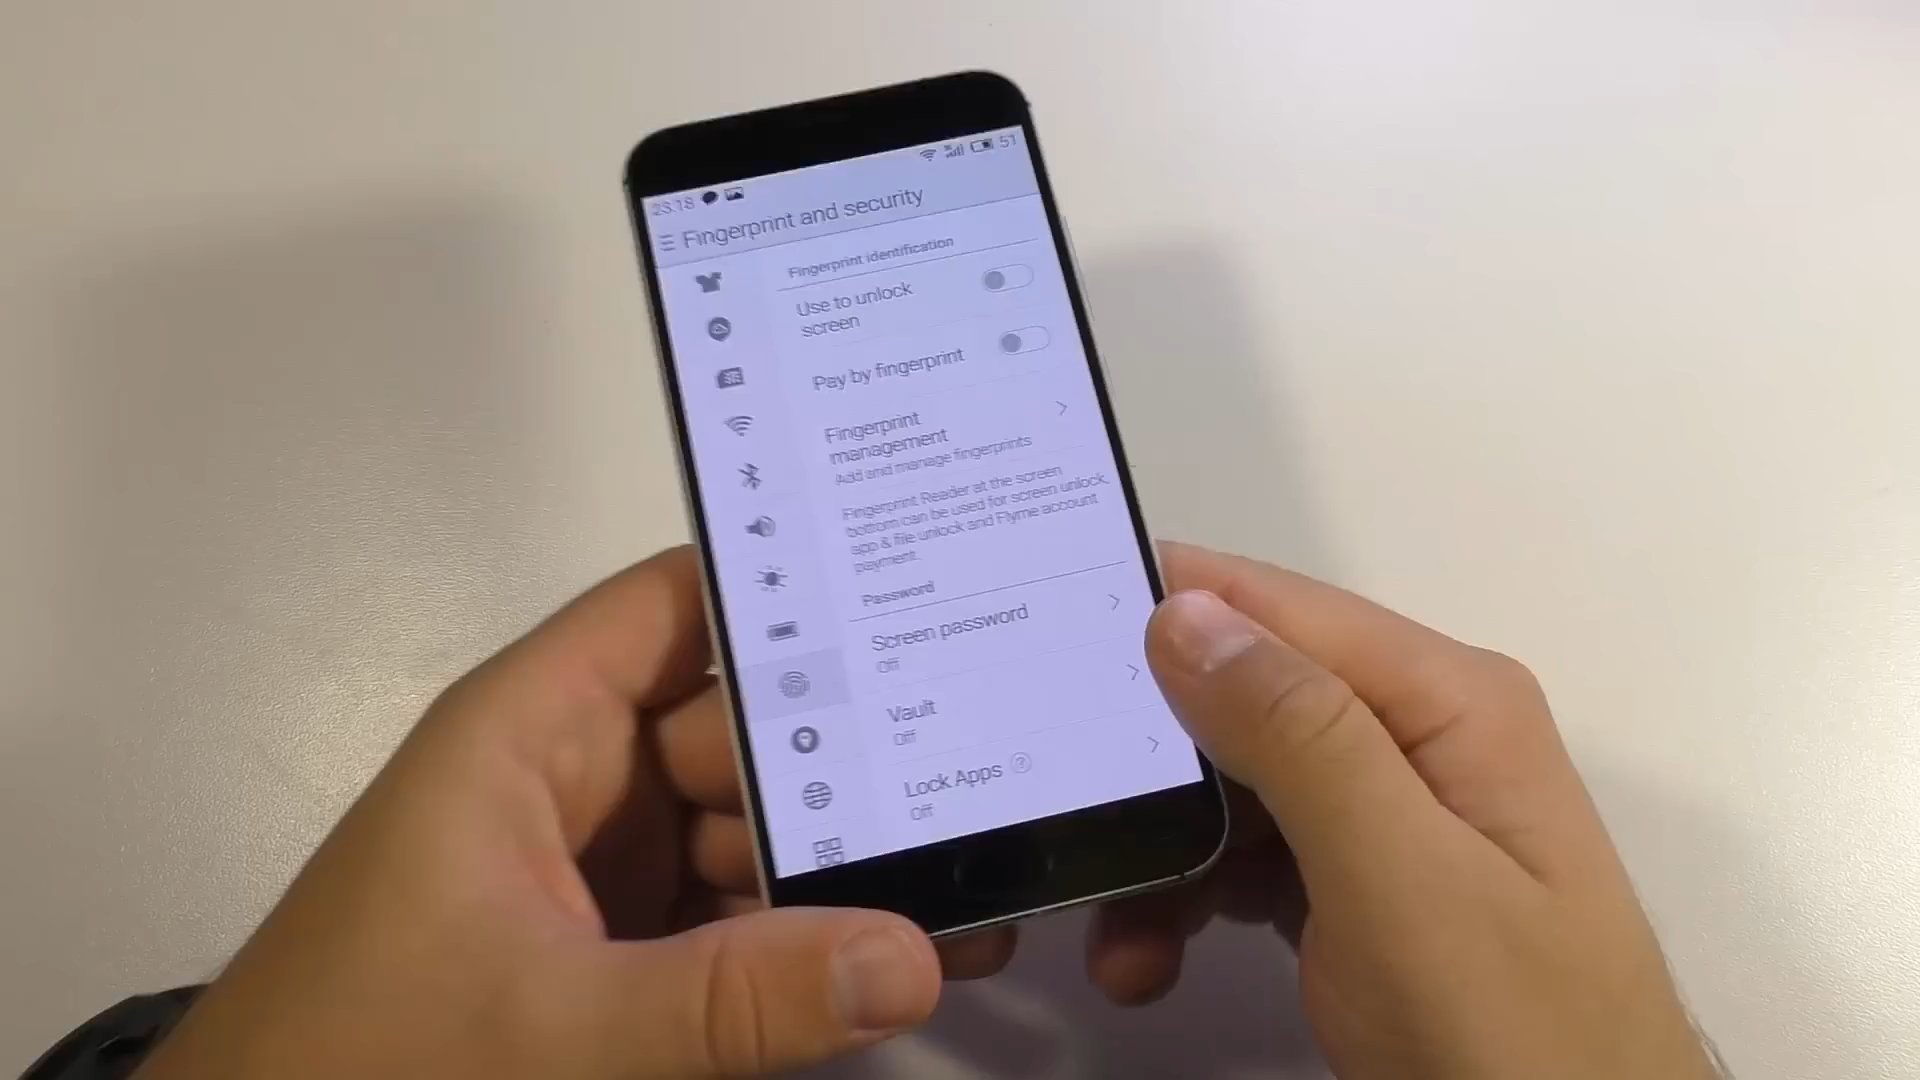 23:18
51
Fingerprint and security
Fingerprint identification
Use to unlock
screen
Pay by fingerprint
Fingerprint
management
Add and manage fingerprints
Fingerprint Reader at the screen
bottom can be used for screen unlock,
app & file unlock and Flyme account
payment.
Password
Screen password
Off
Vault
Off
Lock Apps ?
Off